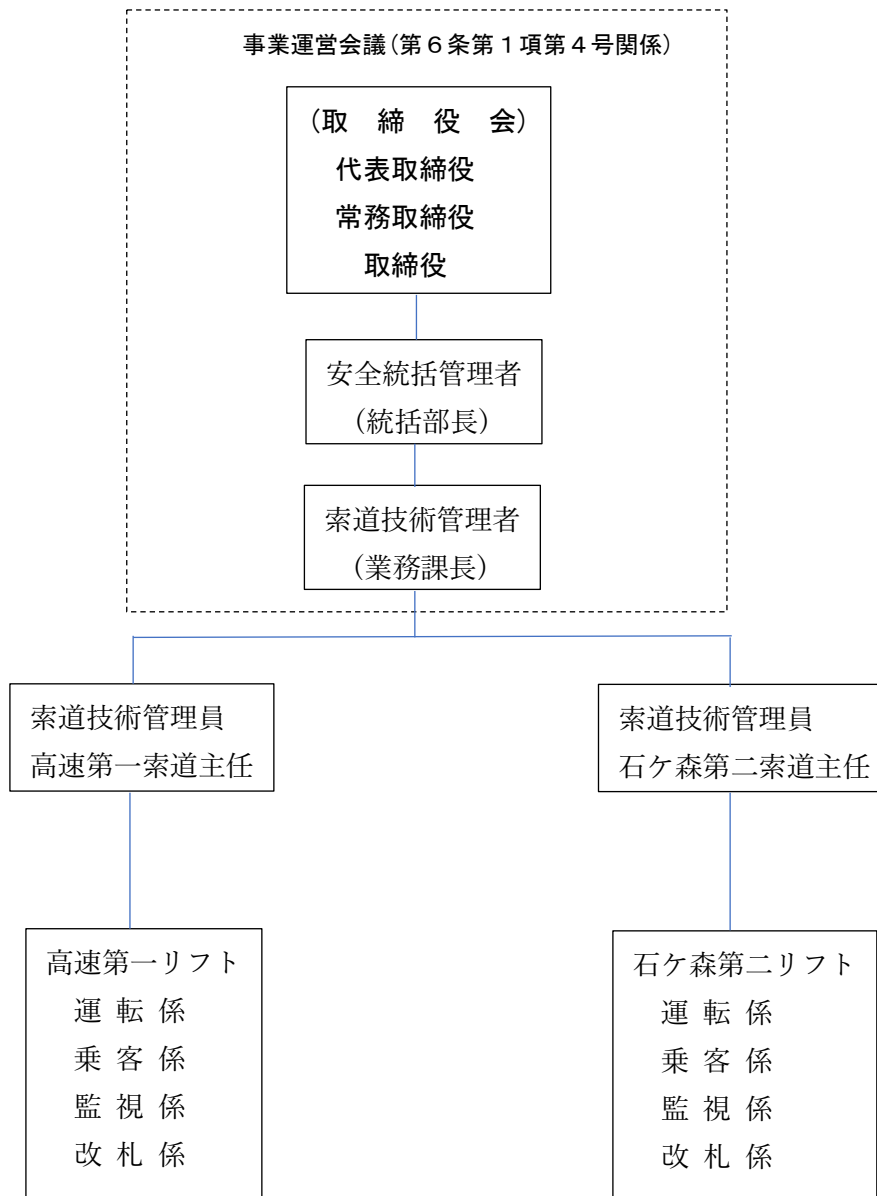 事業運営会議(第６条第１項第４号関係)
(取　締　役　会)
代表取締役
常務取締役
取締役
安全統括管理者
(統括部長)
索道技術管理者
(業務課長)
索道技術管理員
高速第一索道主任
索道技術管理員
石ケ森第二索道主任
高速第一リフト
運 転 係
乗 客 係
監 視 係
改 札 係
石ケ森第二リフト
運 転 係
乗 客 係
監 視 係
改 札 係